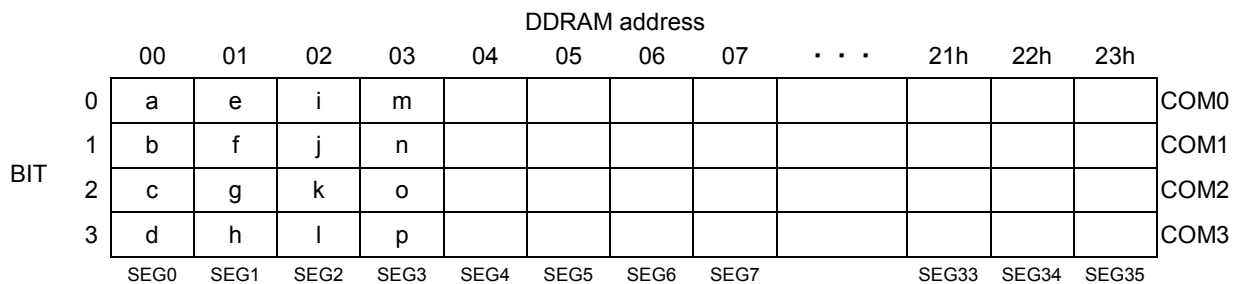 DDRAM address
00 01 02 03 04 05 06 07 ・・・ 21h 22h 23h
0 a e i m COM0
1 b f j n COM1
BIT
2 c g k o COM2
3 d h l p COM3
SEG0 SEG1 SEG2 SEG3 SEG4 SEG5 SEG6 SEG7 SEG33 SEG34 SEG35